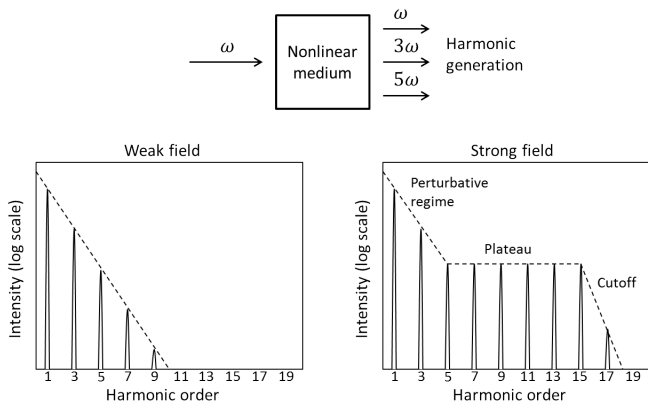 ω
Nonlinear
medium
ω
3ω
5ω
Harmonic
generation
Weak field
Intensity (log scale)
1 3 5 7 9 11 13 15 17 19
Harmonic order
Strong field
Intensity (log scale)
Perturbative
regime
Plateau
Cutoff
1 3 5 7 9 11 13 15 17 19
Harmonic order